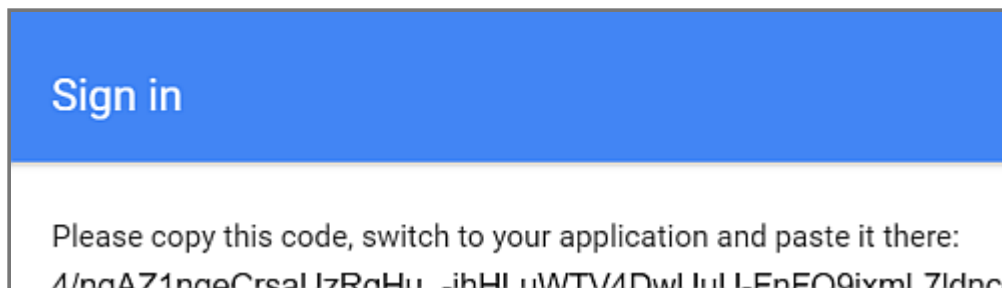 Sign in
Please copy this code, switch to your application and paste it there: